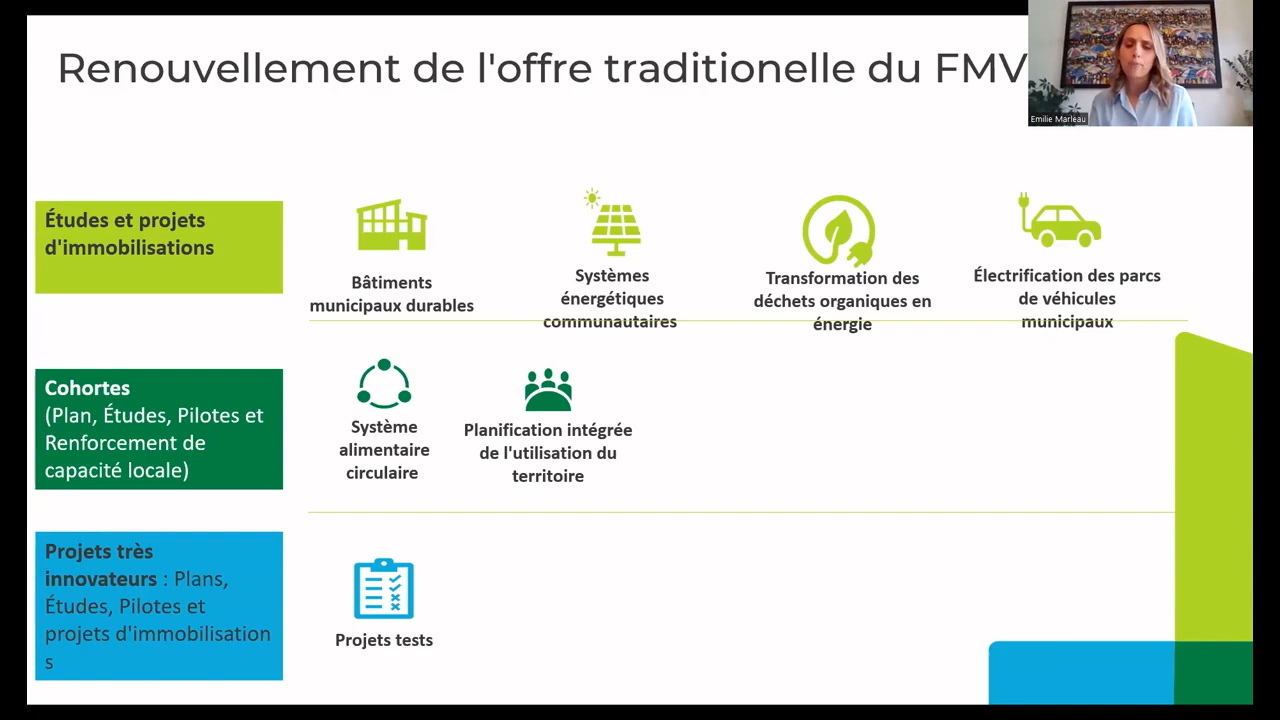 Renouvellement de l'offre traditionelle du FMV
Emilie Marleau
Études et projets
d'immobilisations
Bâtiments
municipaux durables
Systèmes
énergétiques
communautaires
Transformation des
déchets organiques en
énergie
Électrification des parcs
de véhicules
municipaux
Cohortes
(Plan, Études, Pilotes et
Renforcement de
capacité locale)
Système
alimentaire
circulaire
Planification intégrée
de l'utilisation du
territoire
Projets très
innovateurs : Plans,
Études, Pilotes et
projets d'immobilisation
s
Projets tests